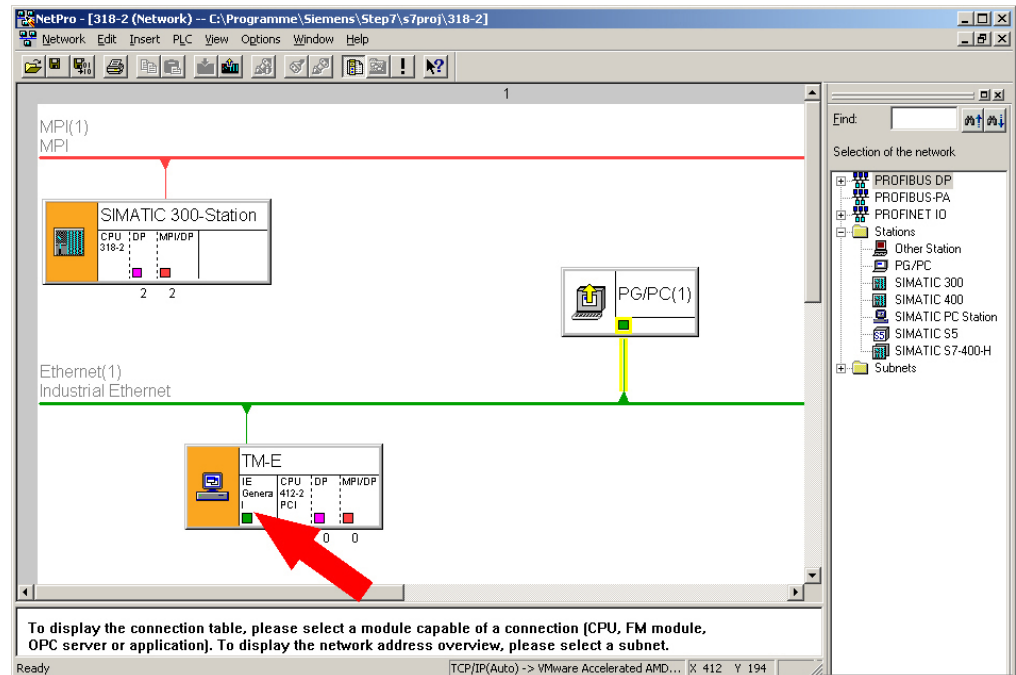 NetPro - [318-2 (Network) -- C:\Programme\Siemens\Step7\s7proj\318-2]
Network Edit Insert PLC View Options Window Help
1
MPI(1)
MPI
SIMATIC 300-Station
CPU DP MPI/DP
318-2
2 2
PG/PC(1)
Ethernet(1)
Industrial Ethernet
TM-E
IE CPU DP MPI/DP
Genera 412-2
l PCI
0 0
To display the connection table, please select a module capable of a connection (CPU, FM module,
OPC server or application). To display the network address overview, please select a subnet.
Ready TCP/IP(Auto) -> VMware Accelerated AMD... X 412 Y 194
Find:
Selection of the network
PROFIBUS DP
PROFIBUS-PA
PROFINET IO
Stations
Other Station
PG/PC
SIMATIC 300
SIMATIC 400
SIMATIC PC Station
SIMATIC S5
SIMATIC S7-400-H
Subnets